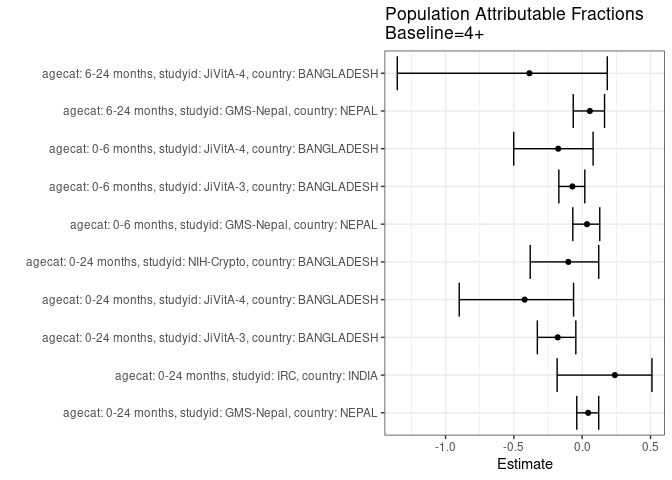 Population Attributable Fractions
Baseline=4+
agecat: 6-24 months, studyid: JiVitA-4, country: BANGLADESH
agecat: 6-24 months, studyid: GMS-Nepal, country: NEPAL
agecat: 0-6 months, studyid: JiVitA-4, country: BANGLADESH
agecat: 0-6 months, studyid: JiVitA-3, country: BANGLADESH
agecat: 0-6 months, studyid: GMS-Nepal, country: NEPAL
agecat: 0-24 months, studyid: NIH-Crypto, country: BANGLADESH
agecat: 0-24 months, studyid: JiVitA-4, country: BANGLADESH
agecat: 0-24 months, studyid: JiVitA-3, country: BANGLADESH
agecat: 0-24 months, studyid: IRC, country: INDIA
agecat: 0-24 months, studyid: GMS-Nepal, country: NEPAL
-1.0 -0.5 0.0 0.5
Estimate